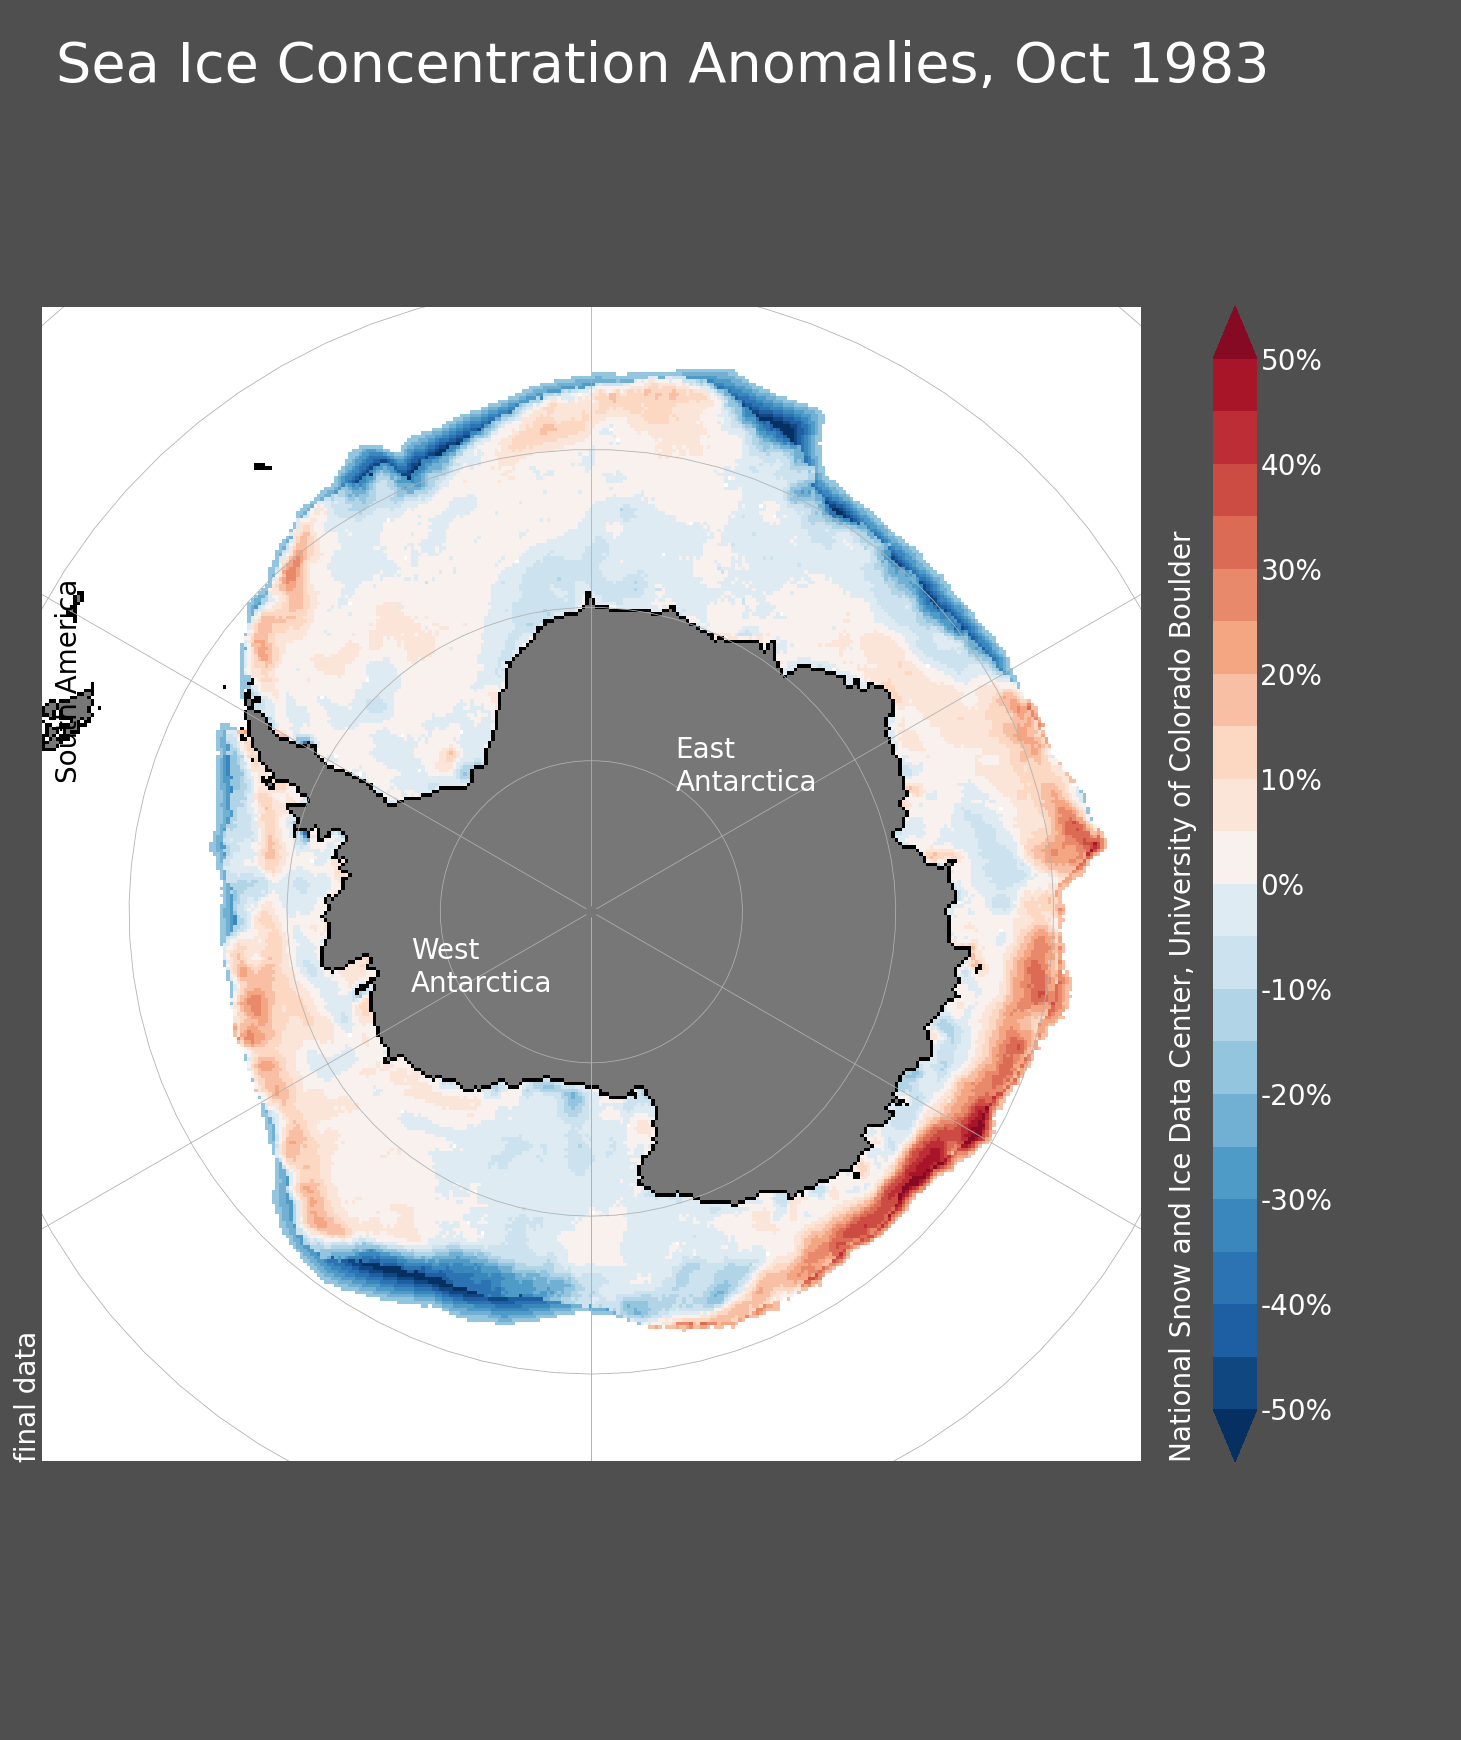 Sea Ice Concentration Anomalies, Oct 1983
South America
East
Antarctica
West
Antarctica
final data
National Snow and Ice Data Center, University of Colorado Boulder
50%
40%
30%
20%
10%
0%
-10%
-20%
-30%
-40%
-50%